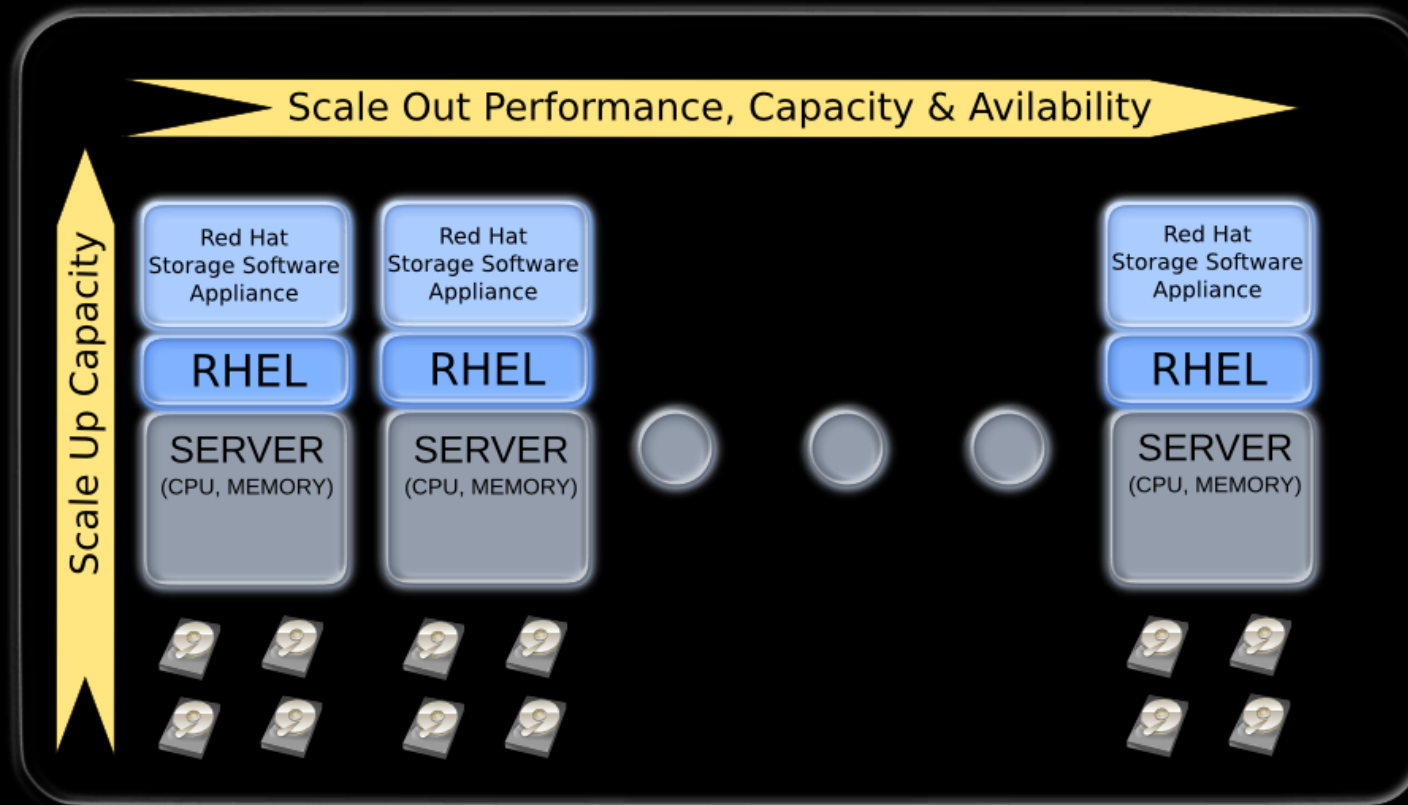 Scale Out Performance, Capacity & Avilability
Scale Up Capacity
Red Hat
Storage Software
Appliance
RHEL
SERVER
(CPU, MEMORY)
Red Hat
Storage Software
Appliance
RHEL
SERVER
(CPU, MEMORY)
Red Hat
Storage Software
Appliance
RHEL
SERVER
(CPU, MEMORY)